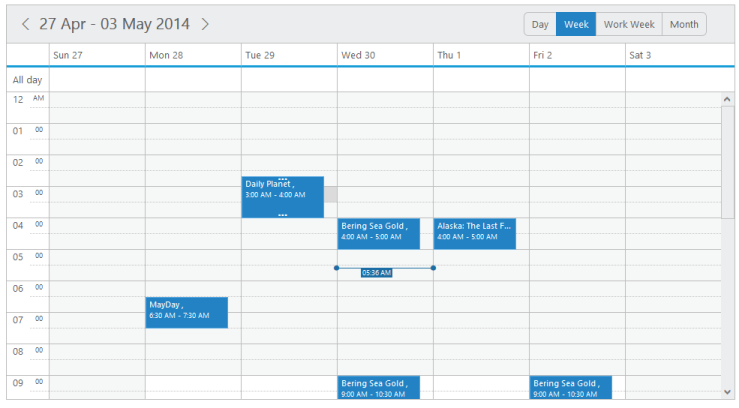 27 Apr - 03 May 2014
Day Week Work Week Month
Sun 27 Mon 28 Tue 29 Wed 30 Thu 1 Fri 2 Sat 3
All day
12 AM
01 00
02 00
Daily Planet ,
3:00 AM - 4:00 AM
03 00
04 00
Bering Sea Gold ,
4:00 AM - 5:00 AM
Alaska: The Last F...
4:00 AM - 5:00 AM
05 00
05:36 AM
06 00
MayDay ,
6:30 AM - 7:30 AM
07 00
08 00
09 00
Bering Sea Gold ,
9:00 AM - 10:30 AM
Bering Sea Gold ,
9:00 AM - 10:30 AM